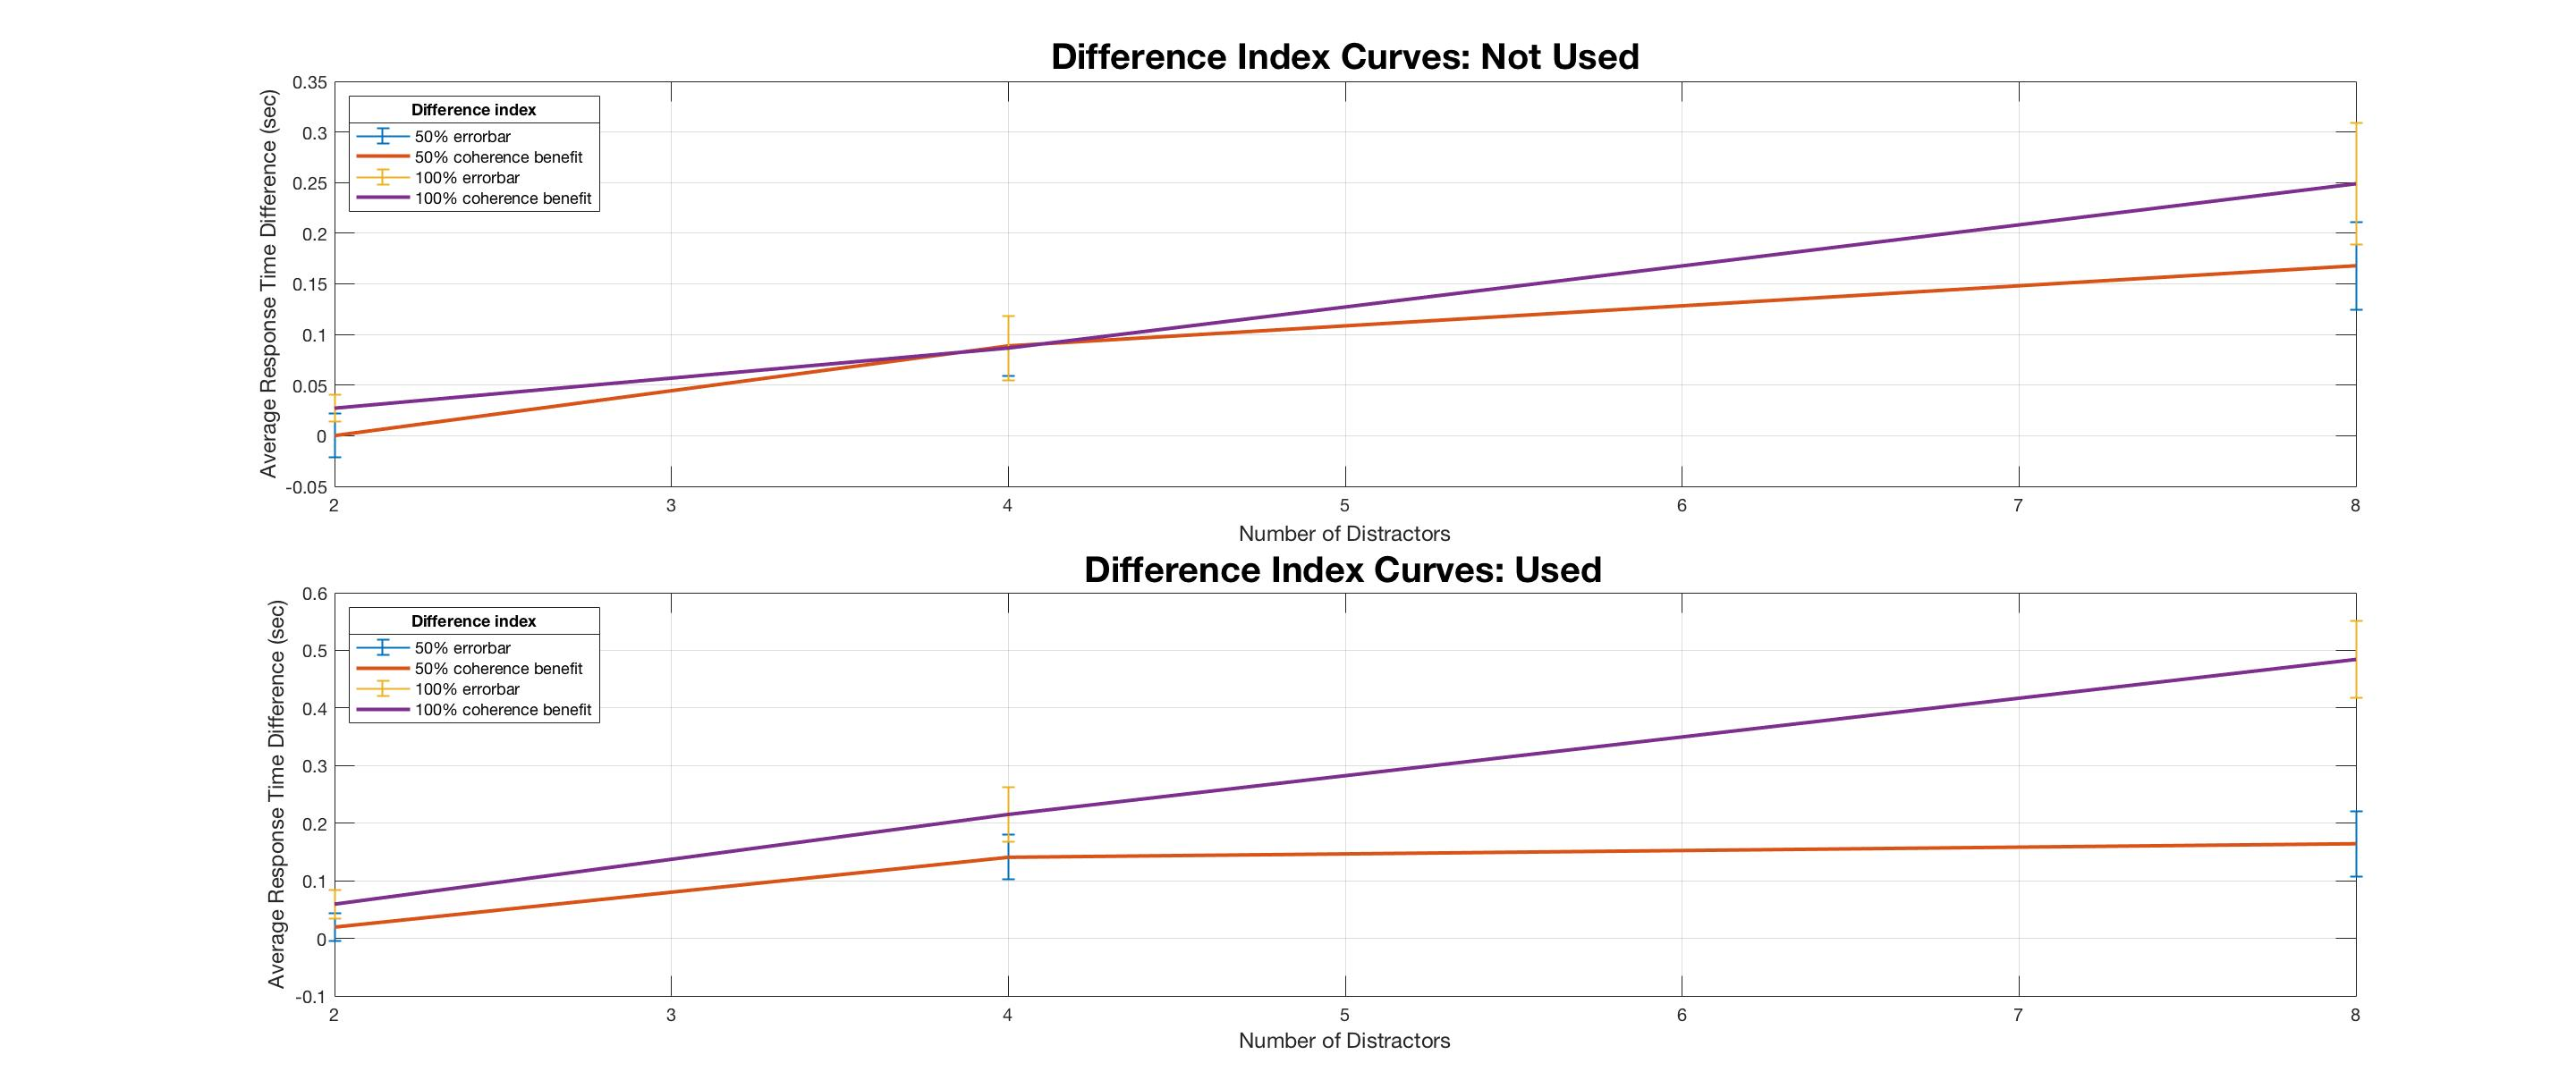 Difference Index Curves: Not Used
Average Response Time Difference (sec)
0.35
0.3
0.25
0.2
0.15
0.1
0.05
0
-0.05
Difference index
50% errorbar
50% coherence benefit
100% errorbar
100% coherence benefit
2 3 4 5 6 7 8
Number of Distractors
Difference Index Curves: Used
Average Response Time Difference (sec)
0.6
0.5
0.4
0.3
0.2
0.1
0
-0.1
Difference index
50% errorbar
50% coherence benefit
100% errorbar
100% coherence benefit
2 3 4 5 6 7 8
Number of Distractors